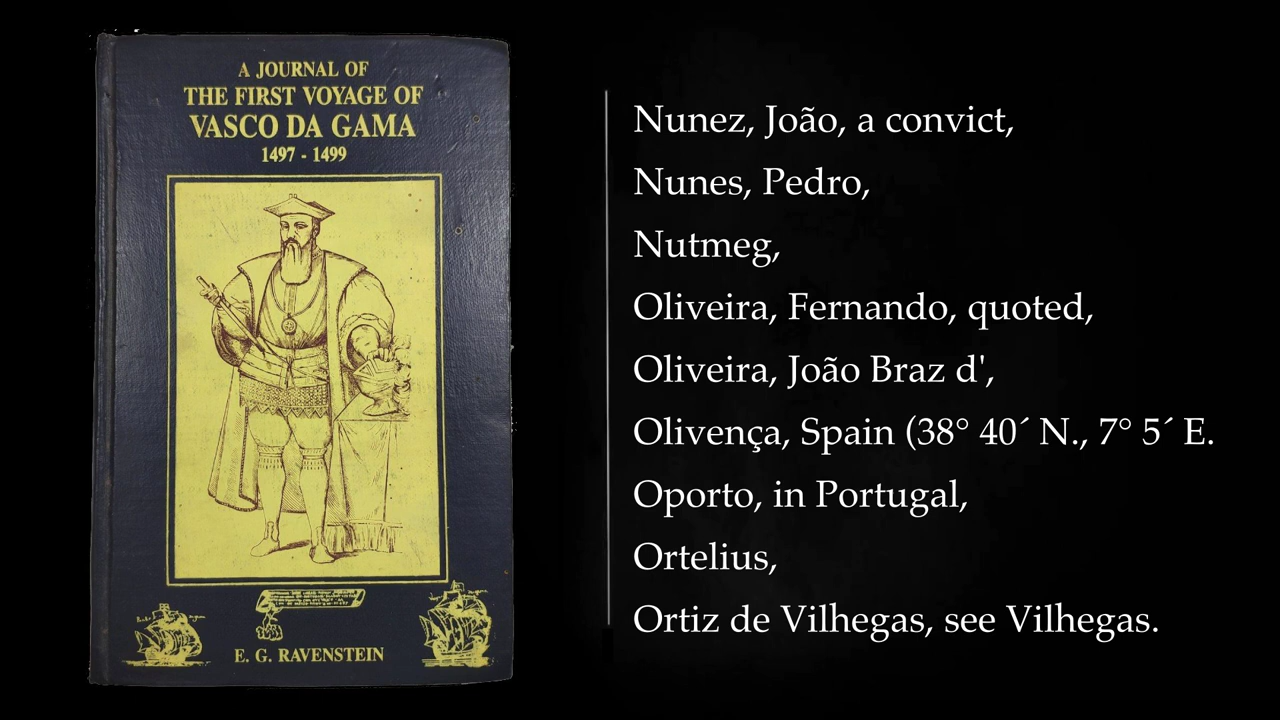 A JOURNAL OF
THE FIRST VOYAGE OF
VASCO DA GAMA
1497 - 1499
E. G. RAVENSTEIN
Nunez, João, a convict,
Nunes, Pedro,
Nutmeg,
Oliveira, Fernando, quoted,
Oliveira, João Braz d',
Olivença, Spain (38° 40´ N., 7° 5´ E.
Oporto, in Portugal,
Ortelius,
Ortiz de Vilhegas, see Vilhegas.